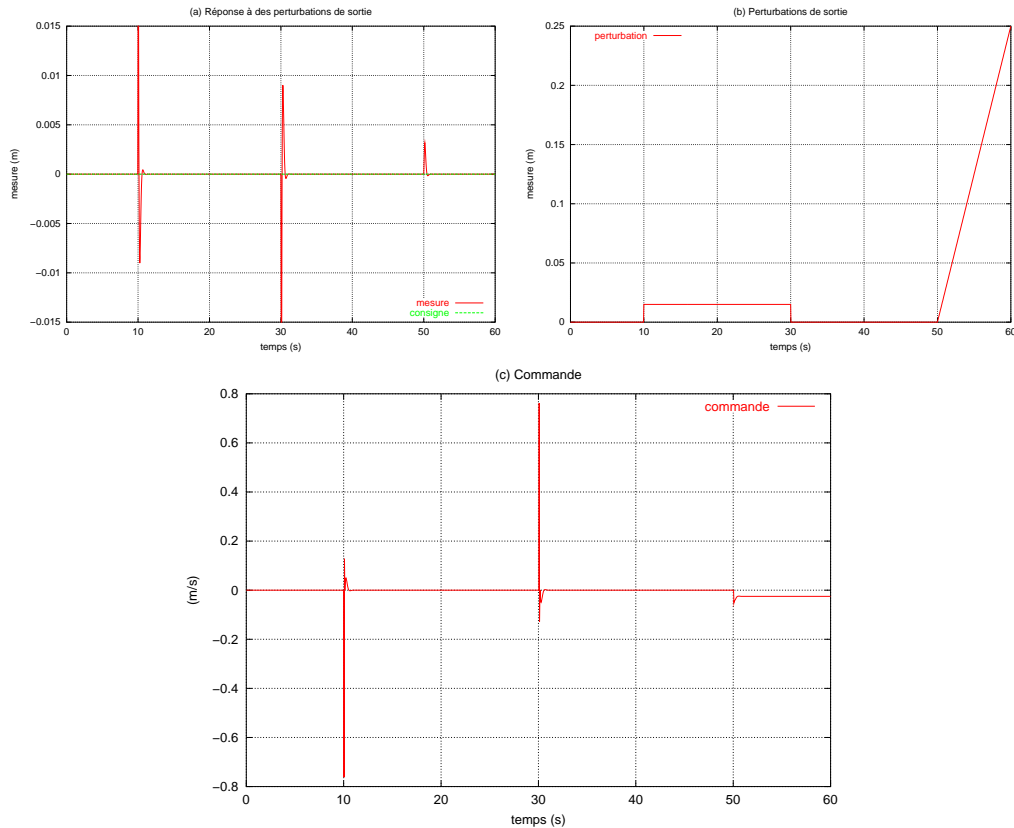 (a) Réponse à des perturbations de sortie
0.015
0.01
0.005
0
−0.005
−0.01
−0.015
mesure (m)
mesure
consigne
0 10 20 30 40 50 60
temps (s)
(b) Perturbations de sortie
0.25
0.2
0.15
0.1
0.05
0
mesure (m)
perturbation
0 10 20 30 40 50 60
temps (s)
(c) Commande
0.8
0.6
0.4
0.2
0
−0.2
−0.4
−0.6
−0.8
(m/s)
commande
0 10 20 30 40 50 60
temps (s)